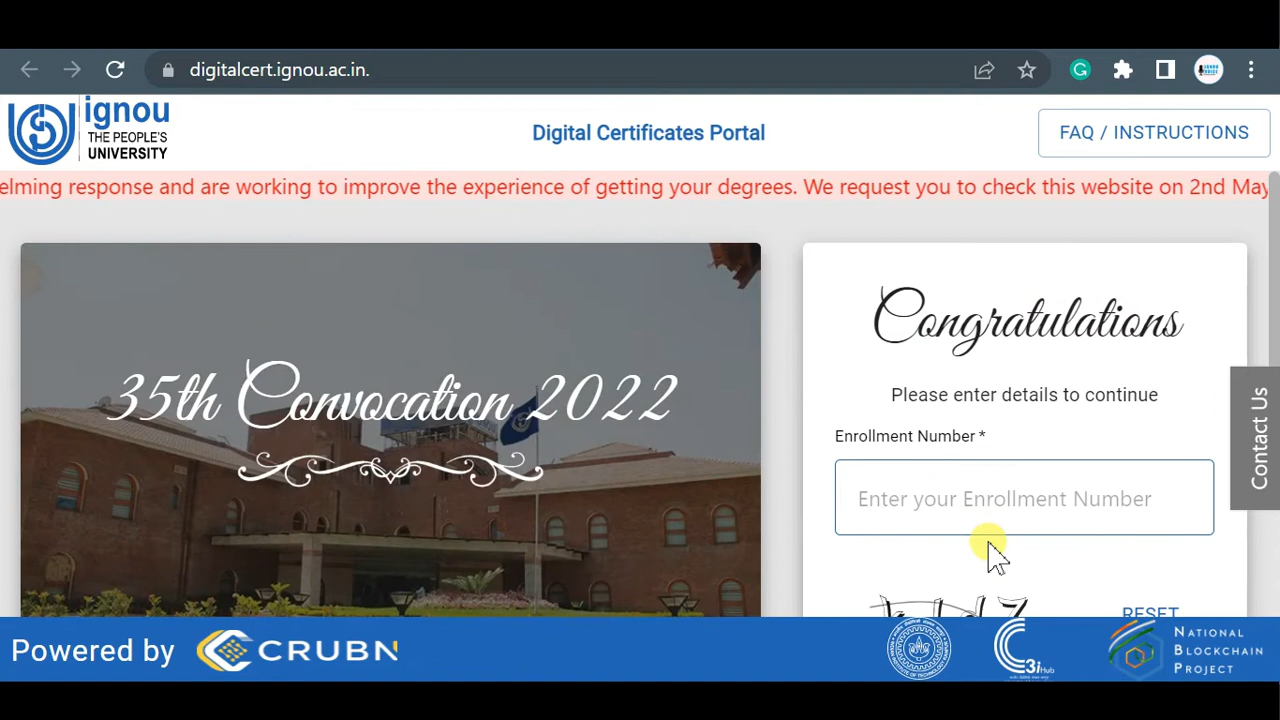 digitalcert.ignou.ac.in.
ignou
THE PEOPLE'S
UNIVERSITY
Digital Certificates Portal
FAQ / INSTRUCTIONS
elming response and are working to improve the experience of getting your degrees. We request you to check this website on 2nd May
35th Convocation 2022
Congratulations
Please enter details to continue
Enrollment Number *
Enter your Enrollment Number
Contact Us
RESET
Powered by CRUBN
C3iHub
NATIONAL
BLOCKCHAIN
PROJECT